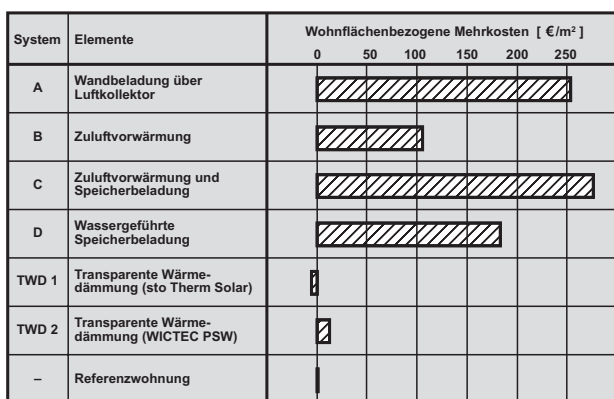 System Elemente Wohnflächenbezogene Mehrkosten [ €/m² ]
0 50 100 150 200 250
A Wandbeladung über
Luftkollektor
B Zuluftvorwärmung
C Zuluftvorwärmung und
Speicherbeladung
D Wassergeführte
Speicherbeladung
TWD 1 Transparente Wärme-
dämmung (sto Therm Solar)
TWD 2 Transparente Wärme-
dämmung (WICTEC PSW)
– Referenzwohnung